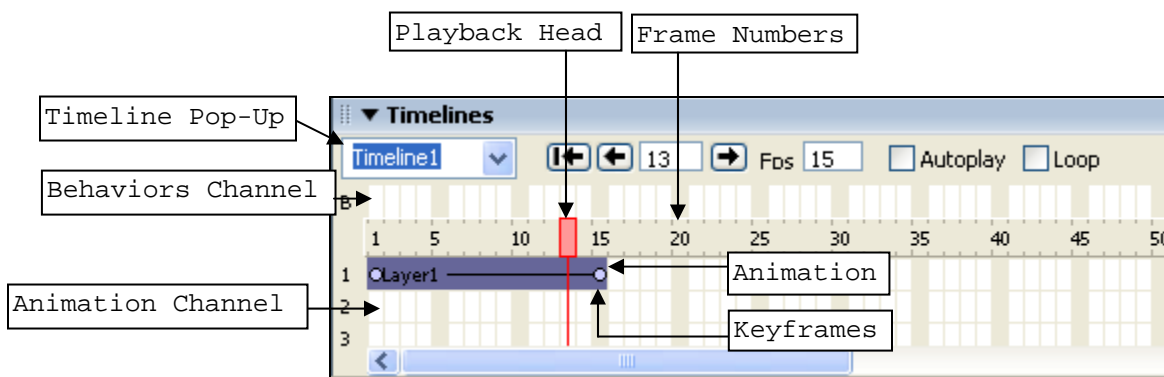 Playback Head
Frame Numbers
Timeline Pop-Up
Timelines
Timeline1
13
Fps 15
Autoplay
Loop
Behaviors Channel
B
1 5 10 15 20 25 30 35 40 45 50
1 Layer1
Animation
Animation Channel
2
Keyframes
3